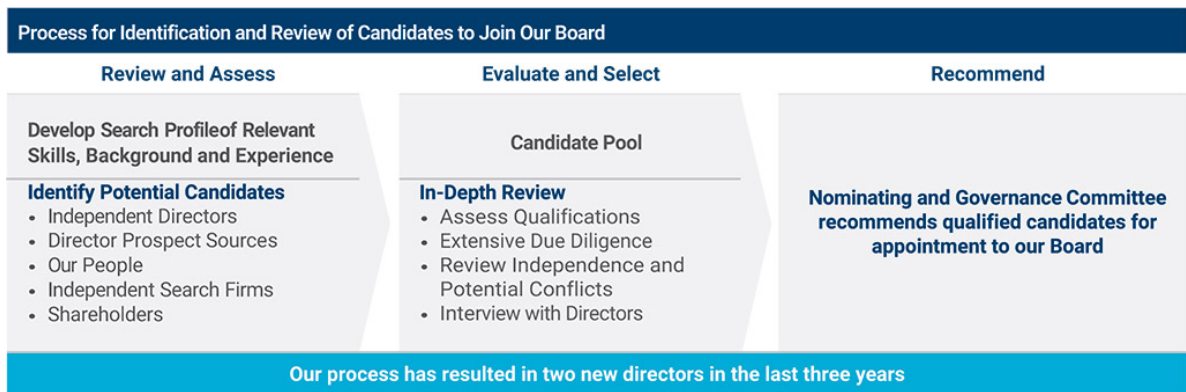 Process for Identification and Review of Candidates to Join Our Board
Review and Assess
Develop Search Profileof Relevant
Skills, Background and Experience
Identify Potential Candidates
• Independent Directors
• Director Prospect Sources
• Our People
• Independent Search Firms
• Shareholders
Evaluate and Select
Candidate Pool
In-Depth Review
• Assess Qualifications
• Extensive Due Diligence
• Review Independence and
Potential Conflicts
• Interview with Directors
Recommend
Nominating and Governance Committee
recommends qualified candidates for
appointment to our Board
Our process has resulted in two new directors in the last three years